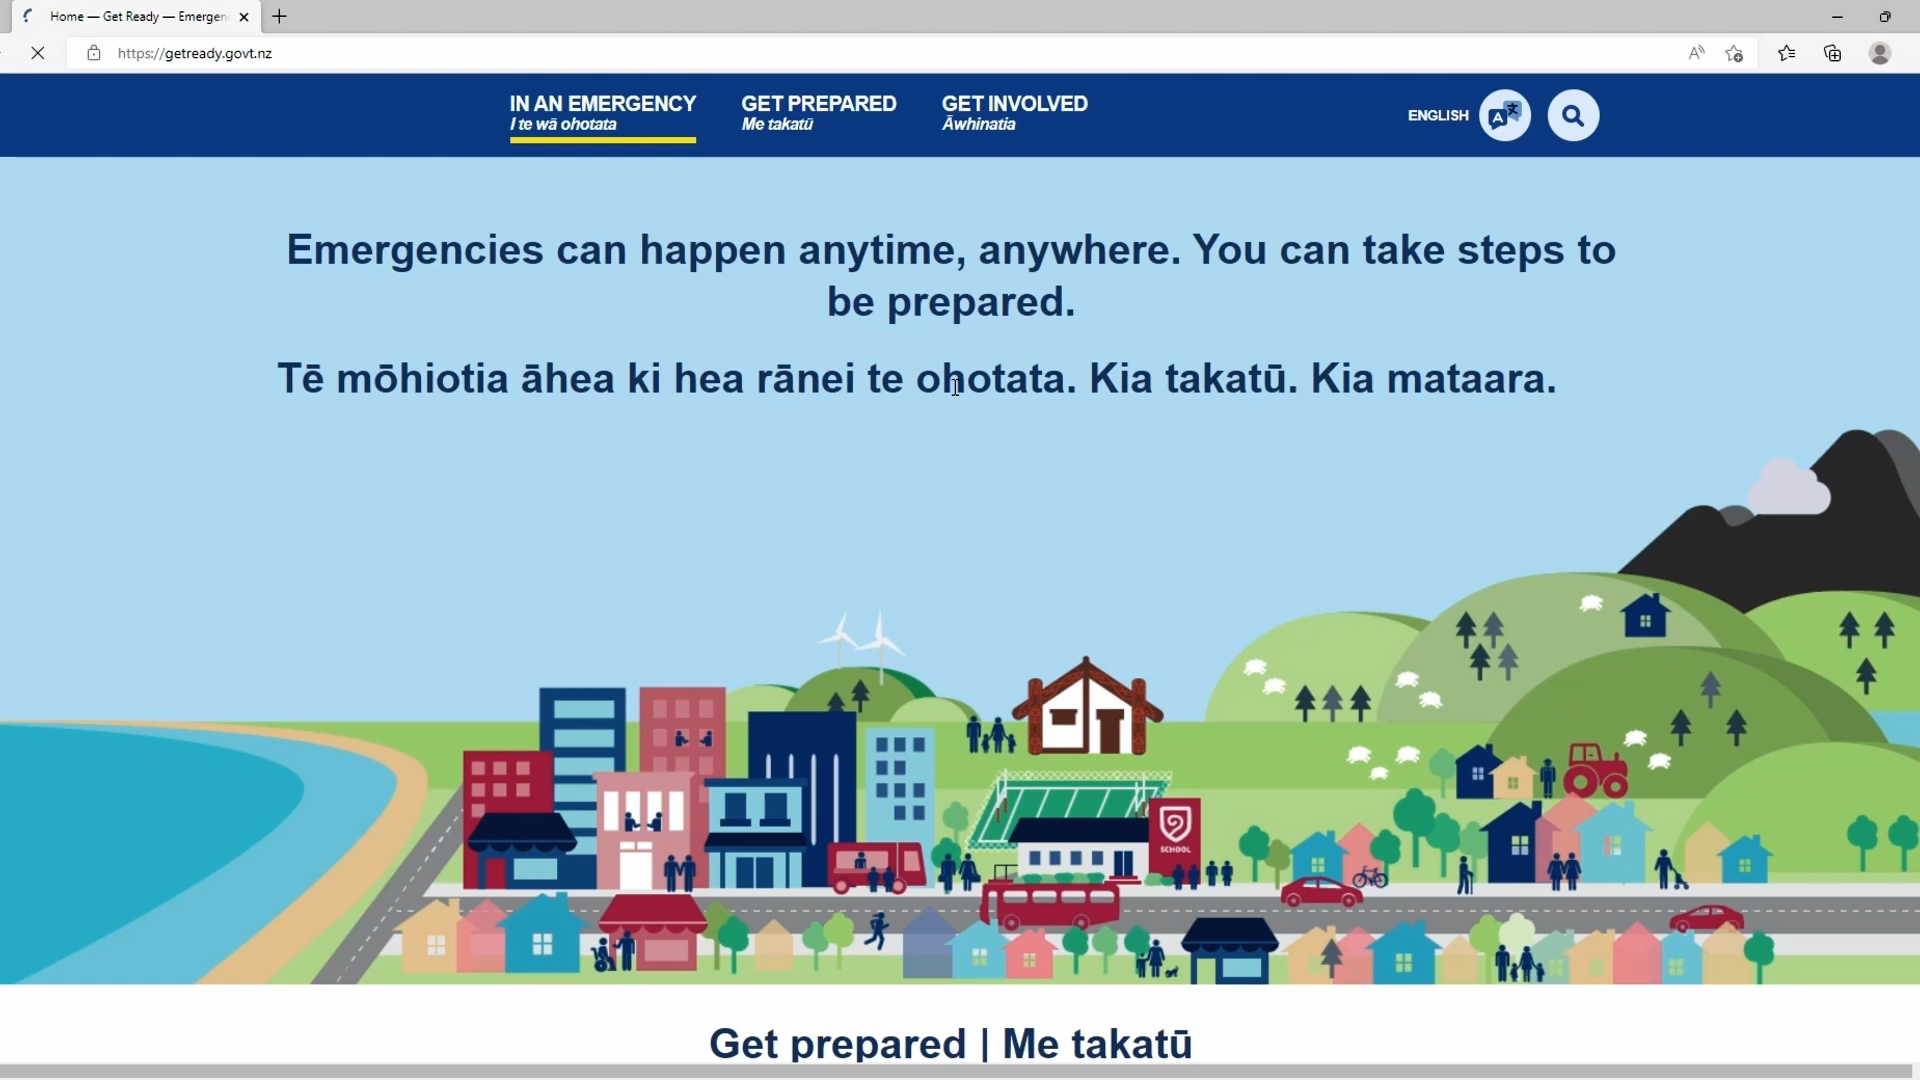 Home — Get Ready — Emergen
https://getready.govt.nz
IN AN EMERGENCY
I te wā ohotata
GET PREPARED
Me takatū
GET INVOLVED
Āwhinatia
ENGLISH
Emergencies can happen anytime, anywhere. You can take steps to
be prepared.
Tē mōhiotia āhea ki hea rānei te ohotata. Kia takatū. Kia mataara.
SCHOOL
Get prepared | Me takatū